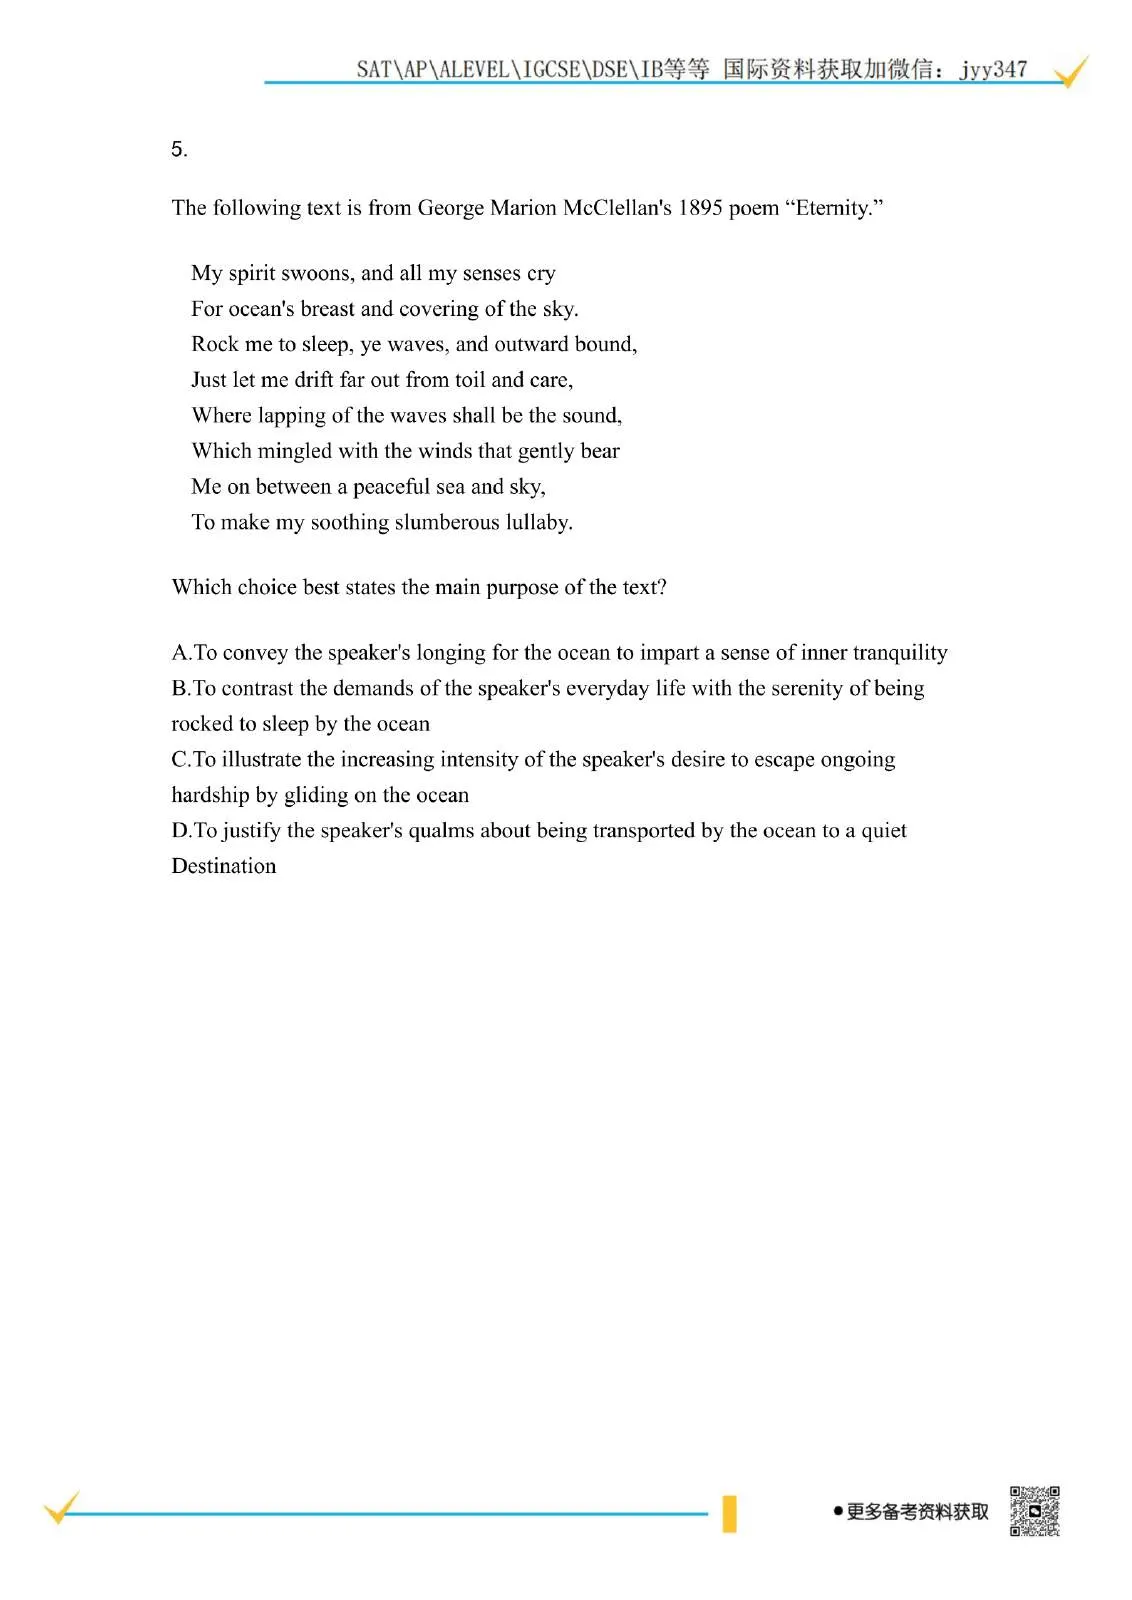 SAT\AP\ALEVEL\IGCSE\DSE\IB等等 国际资料获取加微信：jyy347
5.
The following text is from George Marion McClellan's 1895 poem “Eternity.”
My spirit swoons, and all my senses cry
For ocean's breast and covering of the sky.
Rock me to sleep, ye waves, and outward bound,
Just let me drift far out from toil and care,
Where lapping of the waves shall be the sound,
Which mingled with the winds that gently bear
Me on between a peaceful sea and sky,
To make my soothing slumberous lullaby.
Which choice best states the main purpose of the text?
A.To convey the speaker's longing for the ocean to impart a sense of inner tranquility
B.To contrast the demands of the speaker's everyday life with the serenity of being
rocked to sleep by the ocean
C.To illustrate the increasing intensity of the speaker's desire to escape ongoing
hardship by gliding on the ocean
D.To justify the speaker's qualms about being transported by the ocean to a quiet
Destination
●更多备考资料获取